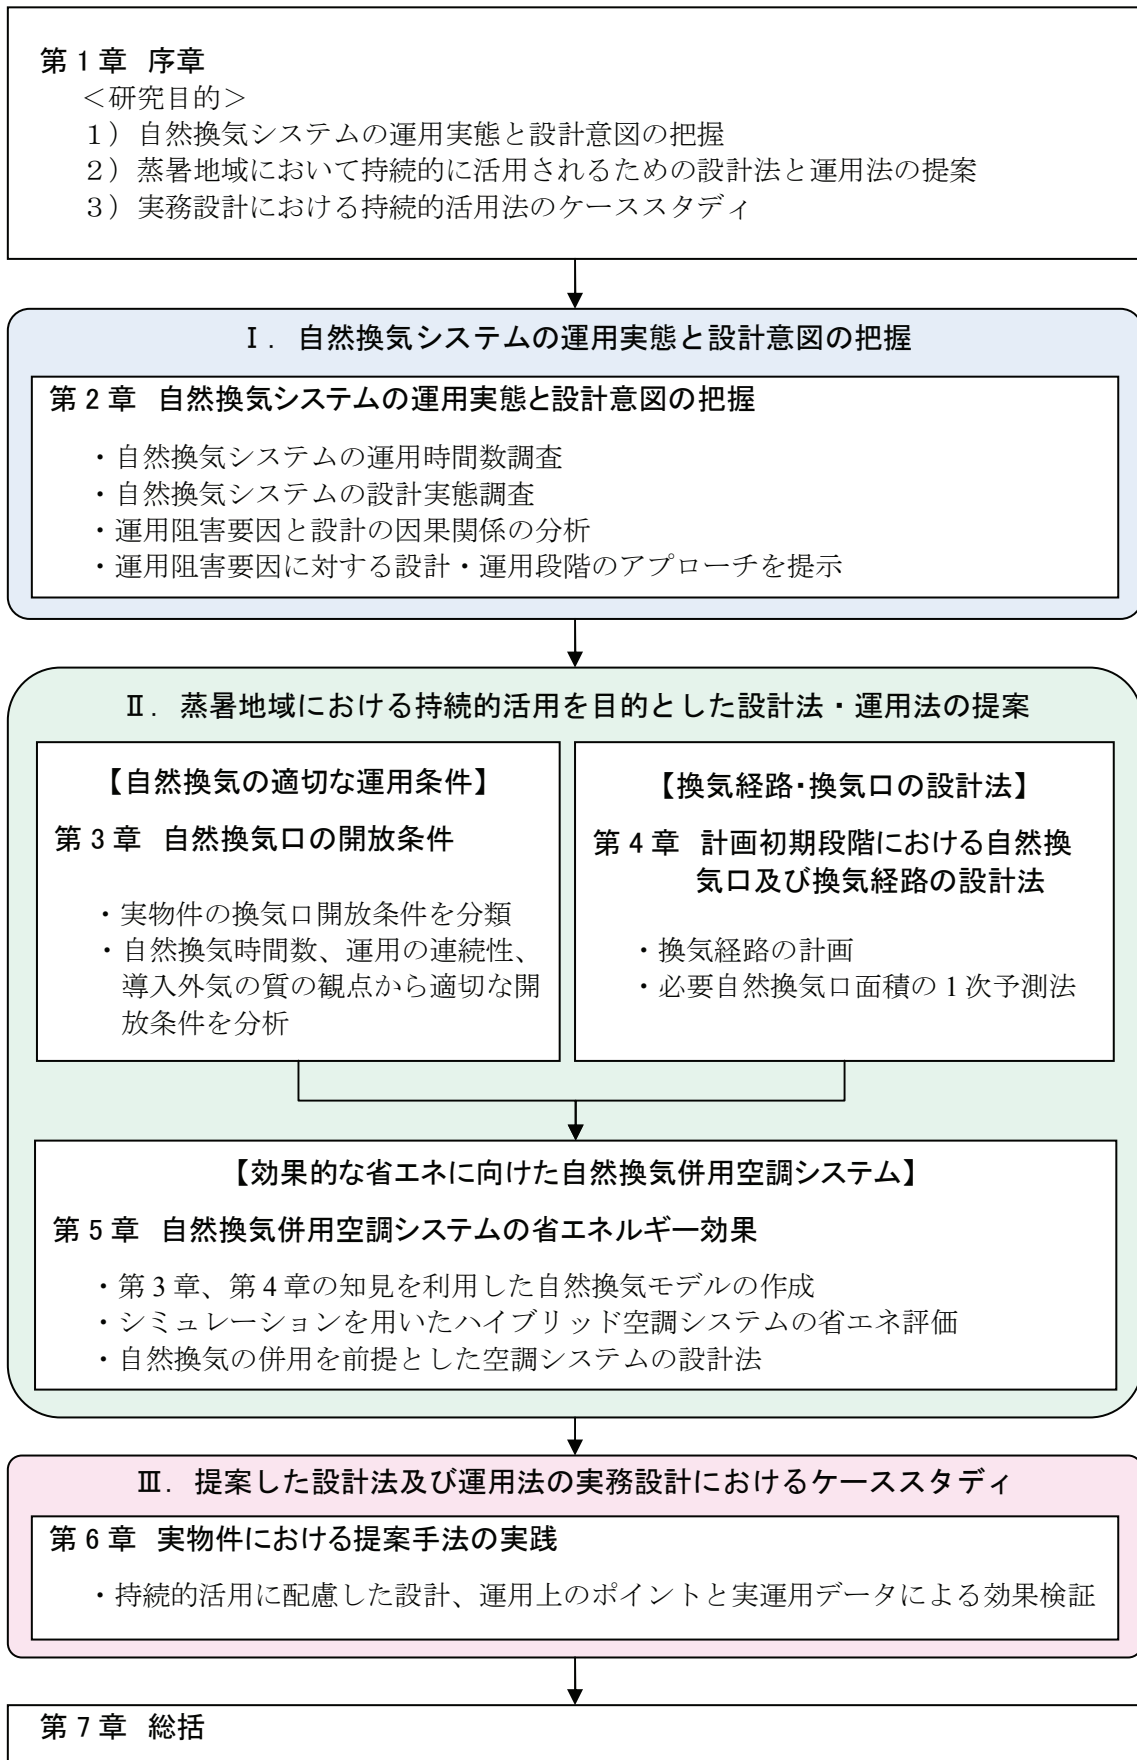 第1章 序章
＜研究目的＞
１）自然換気システムの運用実態と設計意図の把握
２）蒸暑地域において持続的に活用されるための設計法と運用法の提案
３）実務設計における持続的活用法のケーススタディ
Ⅰ．自然換気システムの運用実態と設計意図の把握
第2章 自然換気システムの運用実態と設計意図の把握
・自然換気システムの運用時間数調査
・自然換気システムの設計実態調査
・運用阻害要因と設計の因果関係の分析
・運用阻害要因に対する設計・運用段階のアプローチを提示
Ⅱ．蒸暑地域における持続的活用を目的とした設計法・運用法の提案
【自然換気の適切な運用条件】
第3章 自然換気口の開放条件
・実物件の換気口開放条件を分類
・自然換気時間数、運用の連続性、
導入外気の質の観点から適切な開
放条件を分析
【換気経路・換気口の設計法】
第4章 計画初期段階における自然換
気口及び換気経路の設計法
・換気経路の計画
・必要自然換気口面積の1次予測法
【効果的な省エネに向けた自然換気併用空調システム】
第5章 自然換気併用空調システムの省エネルギー効果
・第3章、第4章の知見を利用した自然換気モデルの作成
・シミュレーションを用いたハイブリッド空調システムの省エネ評価
・自然換気の併用を前提とした空調システムの設計法
Ⅲ．提案した設計法及び運用法の実務設計におけるケーススタディ
第6章 実物件における提案手法の実践
・持続的活用に配慮した設計、運用上のポイントと実運用データによる効果検証
第7章 総括